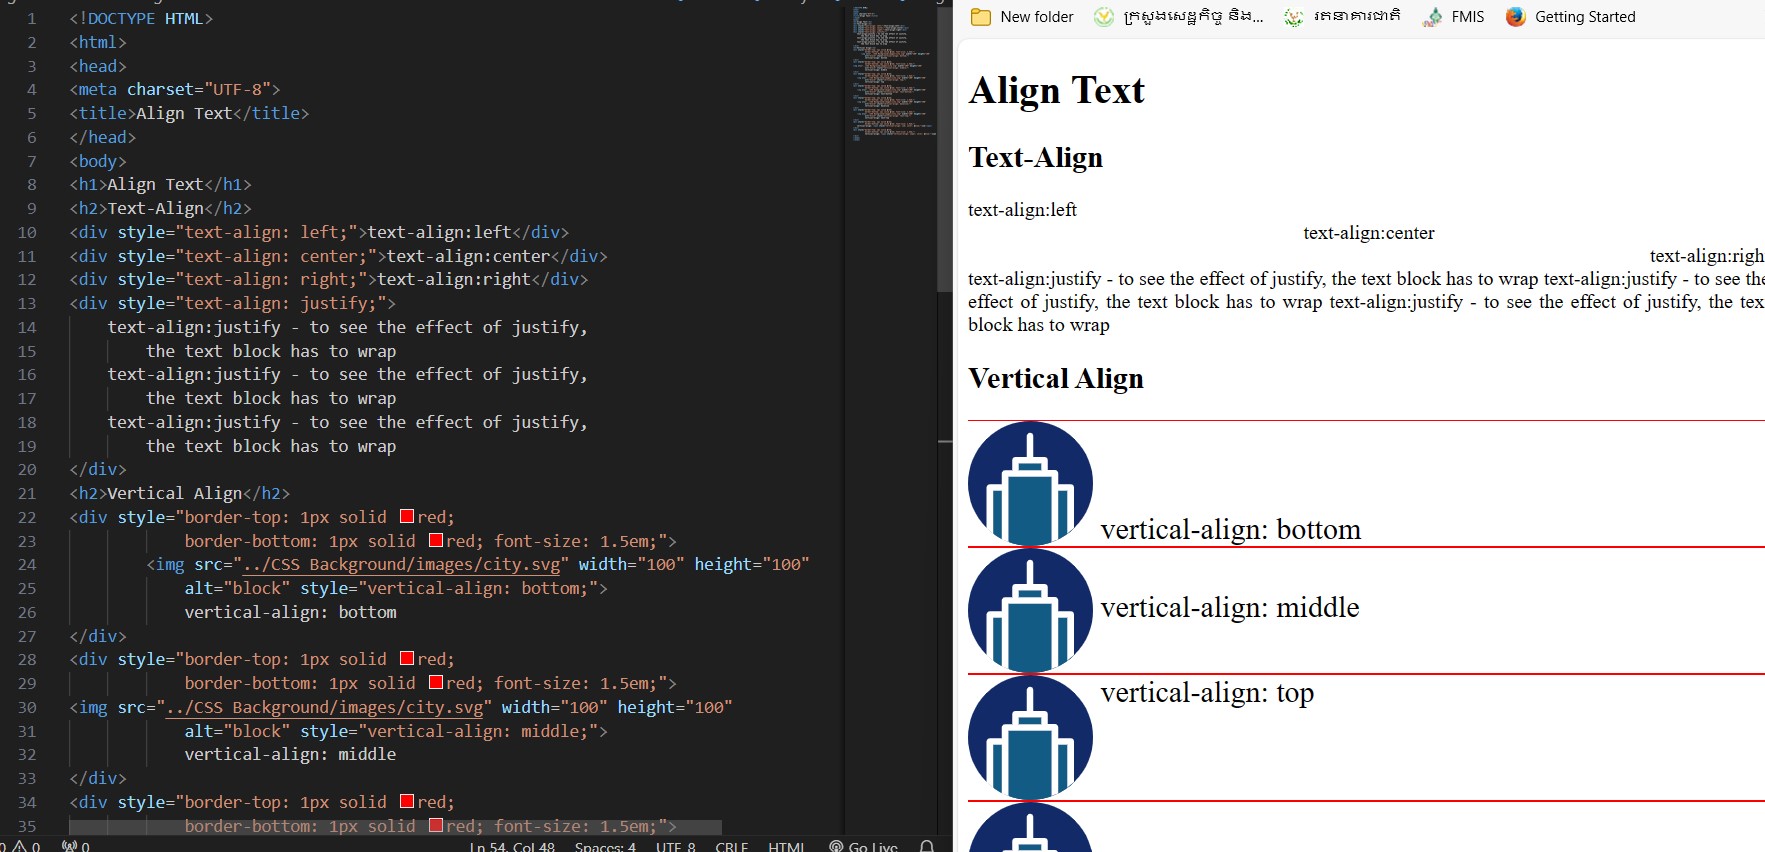 1 <!DOCTYPE HTML>
2 <html>
3 <head>
4 <meta charset="UTF-8">
5 <title>Align Text</title>
6 </head>
7 <body>
8 <h1>Align Text</h1>
9 <h2>Text-Align</h2>
10 <div style="text-align: left;">text-align:left</div>
11 <div style="text-align: center;">text-align:center</div>
12 <div style="text-align: right;">text-align:right</div>
13 <div style="text-align: justify;">
14 text-align:justify - to see the effect of justify,
15 the text block has to wrap
16 text-align:justify - to see the effect of justify,
17 the text block has to wrap
18 text-align:justify - to see the effect of justify,
19 the text block has to wrap
20 </div>
21 <h2>Vertical Align</h2>
22 <div style="border-top: 1px solid red;
23 border-bottom: 1px solid red; font-size: 1.5em;">
24 <img src="../CSS Background/images/city.svg" width="100" height="100"
25 alt="block" style="vertical-align: bottom;">
26 vertical-align: bottom
27 </div>
28 <div style="border-top: 1px solid red;
29 border-bottom: 1px solid red; font-size: 1.5em;">
30 <img src="../CSS Background/images/city.svg" width="100" height="100"
31 alt="block" style="vertical-align: middle;">
32 vertical-align: middle
33 </div>
34 <div style="border-top: 1px solid red;
35 border-bottom: 1px solid red; font-size: 1.5em;">
0 0 0 Ln 54, Col 48 Spaces: 4 UTF-8 CRLF HTML Go Live
New folder ក្រសួងសេដ្ឋកិច្ច និង... រតនាគារជាតិ FMIS Getting Started
Align Text
Text-Align
text-align:left
text-align:center
text-align:righ
text-align:justify - to see the effect of justify, the text block has to wrap text-align:justify - to see the
effect of justify, the text block has to wrap text-align:justify - to see the effect of justify, the tex
block has to wrap
Vertical Align
vertical-align: bottom
vertical-align: middle
vertical-align: top